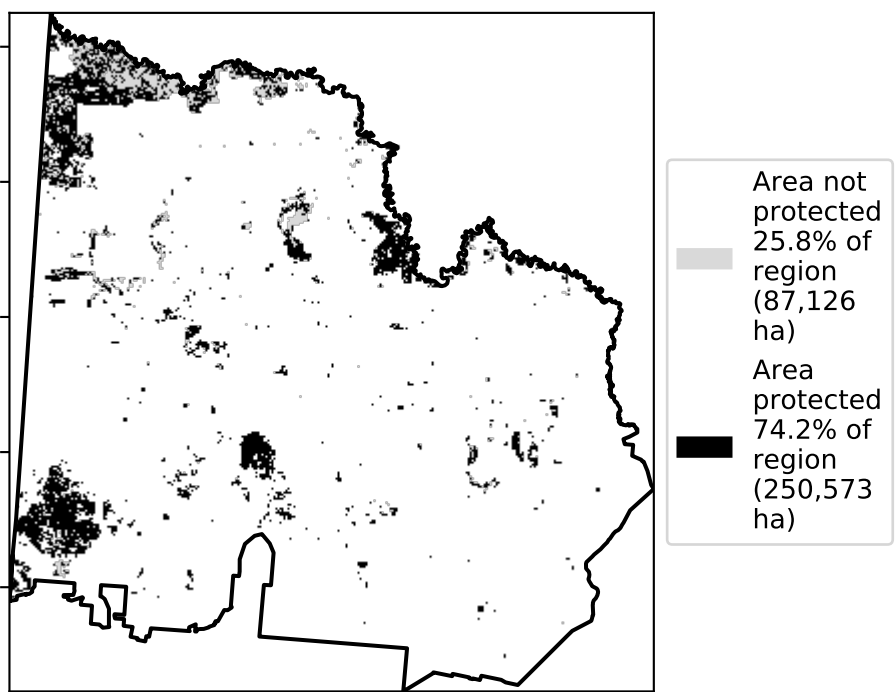 Area not
protected
25.8% of
region
(87,126
ha)
Area
protected
74.2% of
region
(250,573
ha)